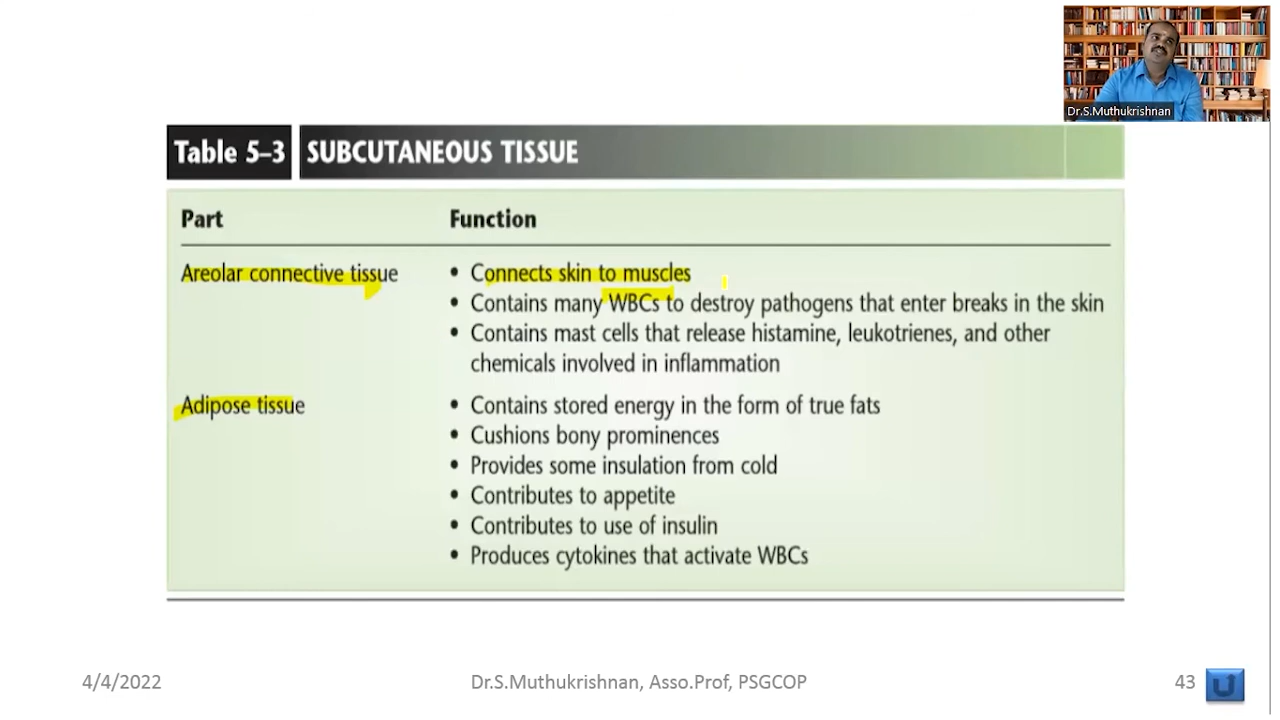 Dr.S.Muthukrishnan
Table 5–3 SUBCUTANEOUS TISSUE
Part Function
Areolar connective tissue • Connects skin to muscles
• Contains many WBCs to destroy pathogens that enter breaks in the skin
• Contains mast cells that release histamine, leukotrienes, and other
chemicals involved in inflammation
Adipose tissue • Contains stored energy in the form of true fats
• Cushions bony prominences
• Provides some insulation from cold
• Contributes to appetite
• Contributes to use of insulin
• Produces cytokines that activate WBCs
4/4/2022 Dr.S.Muthukrishnan, Asso.Prof, PSGCOP 43